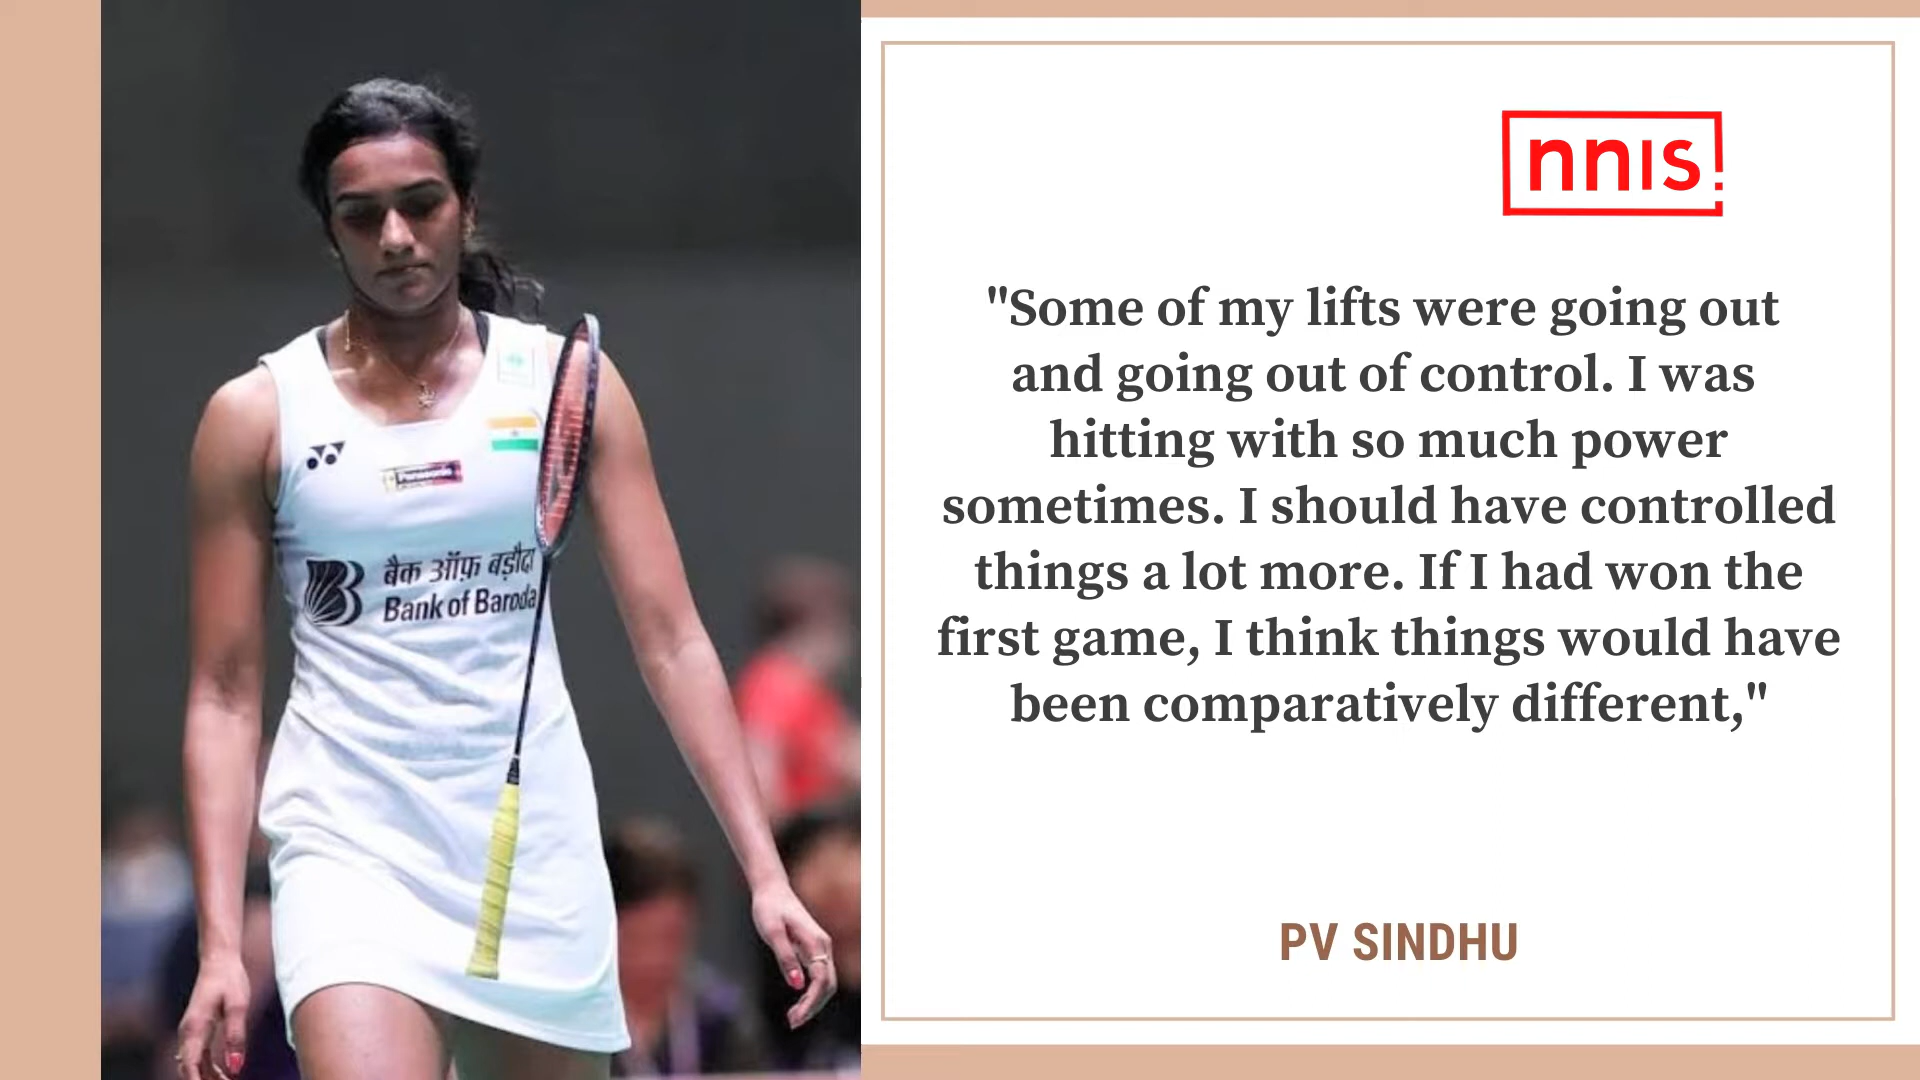 बैंक ऑफ़ बड़ौदा
Bank of Baroda
nnis
"Some of my lifts were going out
and going out of control. I was
hitting with so much power
sometimes. I should have controlled
things a lot more. If I had won the
first game, I think things would have
been comparatively different,"
PV SINDHU